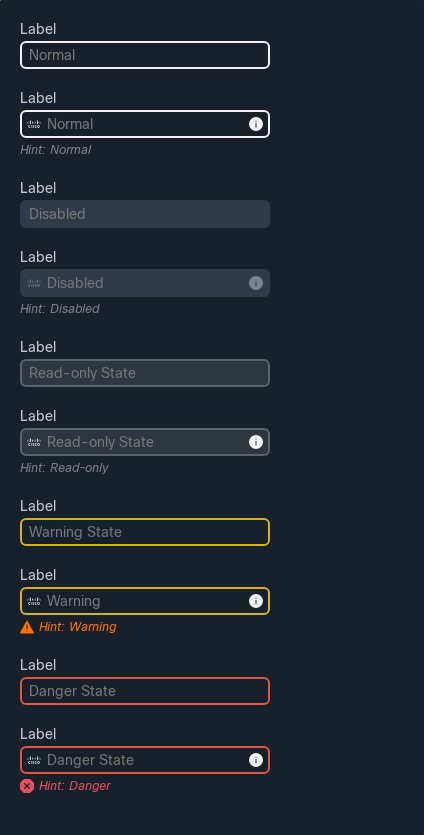 Label
Normal
Label
Normal
Hint: Normal
Label
Disabled
Label
Disabled
Hint: Disabled
Label
Read-only State
Label
Read-only State
Hint: Read-only
Label
Warning State
Label
Warning
Hint: Warning
Label
Danger State
Label
Danger State
Hint: Danger